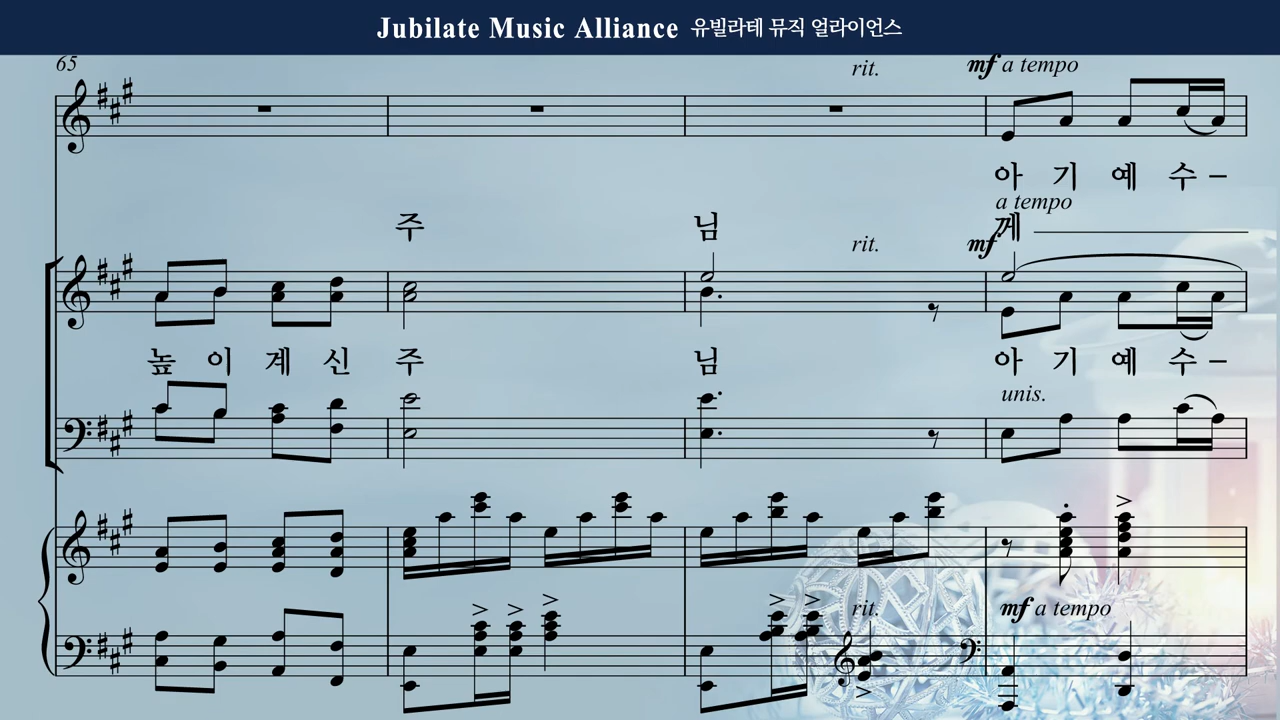 Jubilate Music Alliance 유빌라테 뮤직 얼라이언스
65
rit. mf a tempo
아 기 예 수 –
a tempo
주 님 께
rit. mf
높 이 계 신 주 님 아 기 예 수 –
unis.
rit. mf a tempo